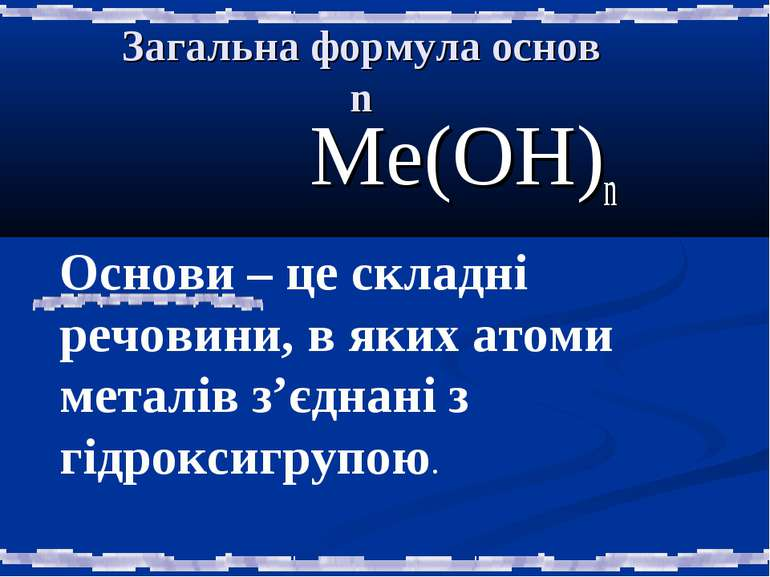 Загальна формула основ
n
Me(OH)n
Основи – це складні
речовини, в яких атоми
металів з’єднані з
гідроксигрупою.